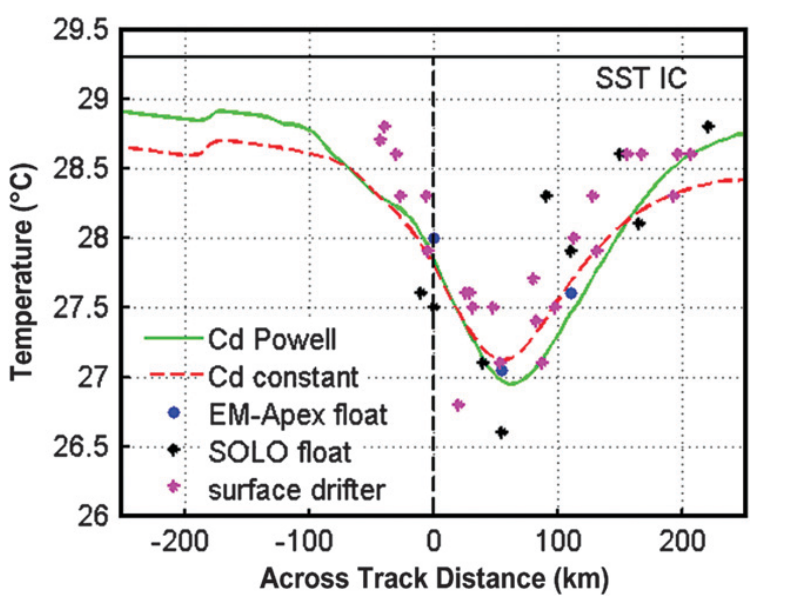 29.5
SST IC
29
28.5
28
27.5
27
26.5
26
Temperature (°C)
Cd Powell
Cd constant
EM-Apex float
SOLO float
surface drifter
-200 -100 0 100 200
Across Track Distance (km)